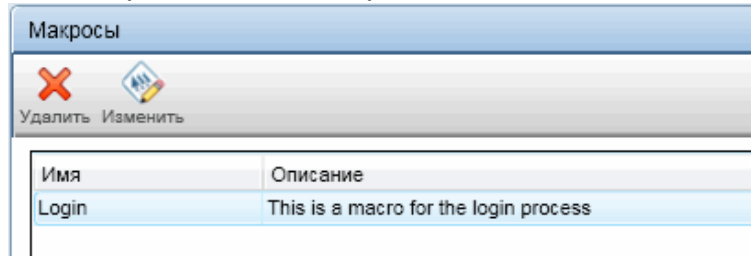 Макросы
Удалить Изменить
Имя Описание
Login This is a macro for the login process